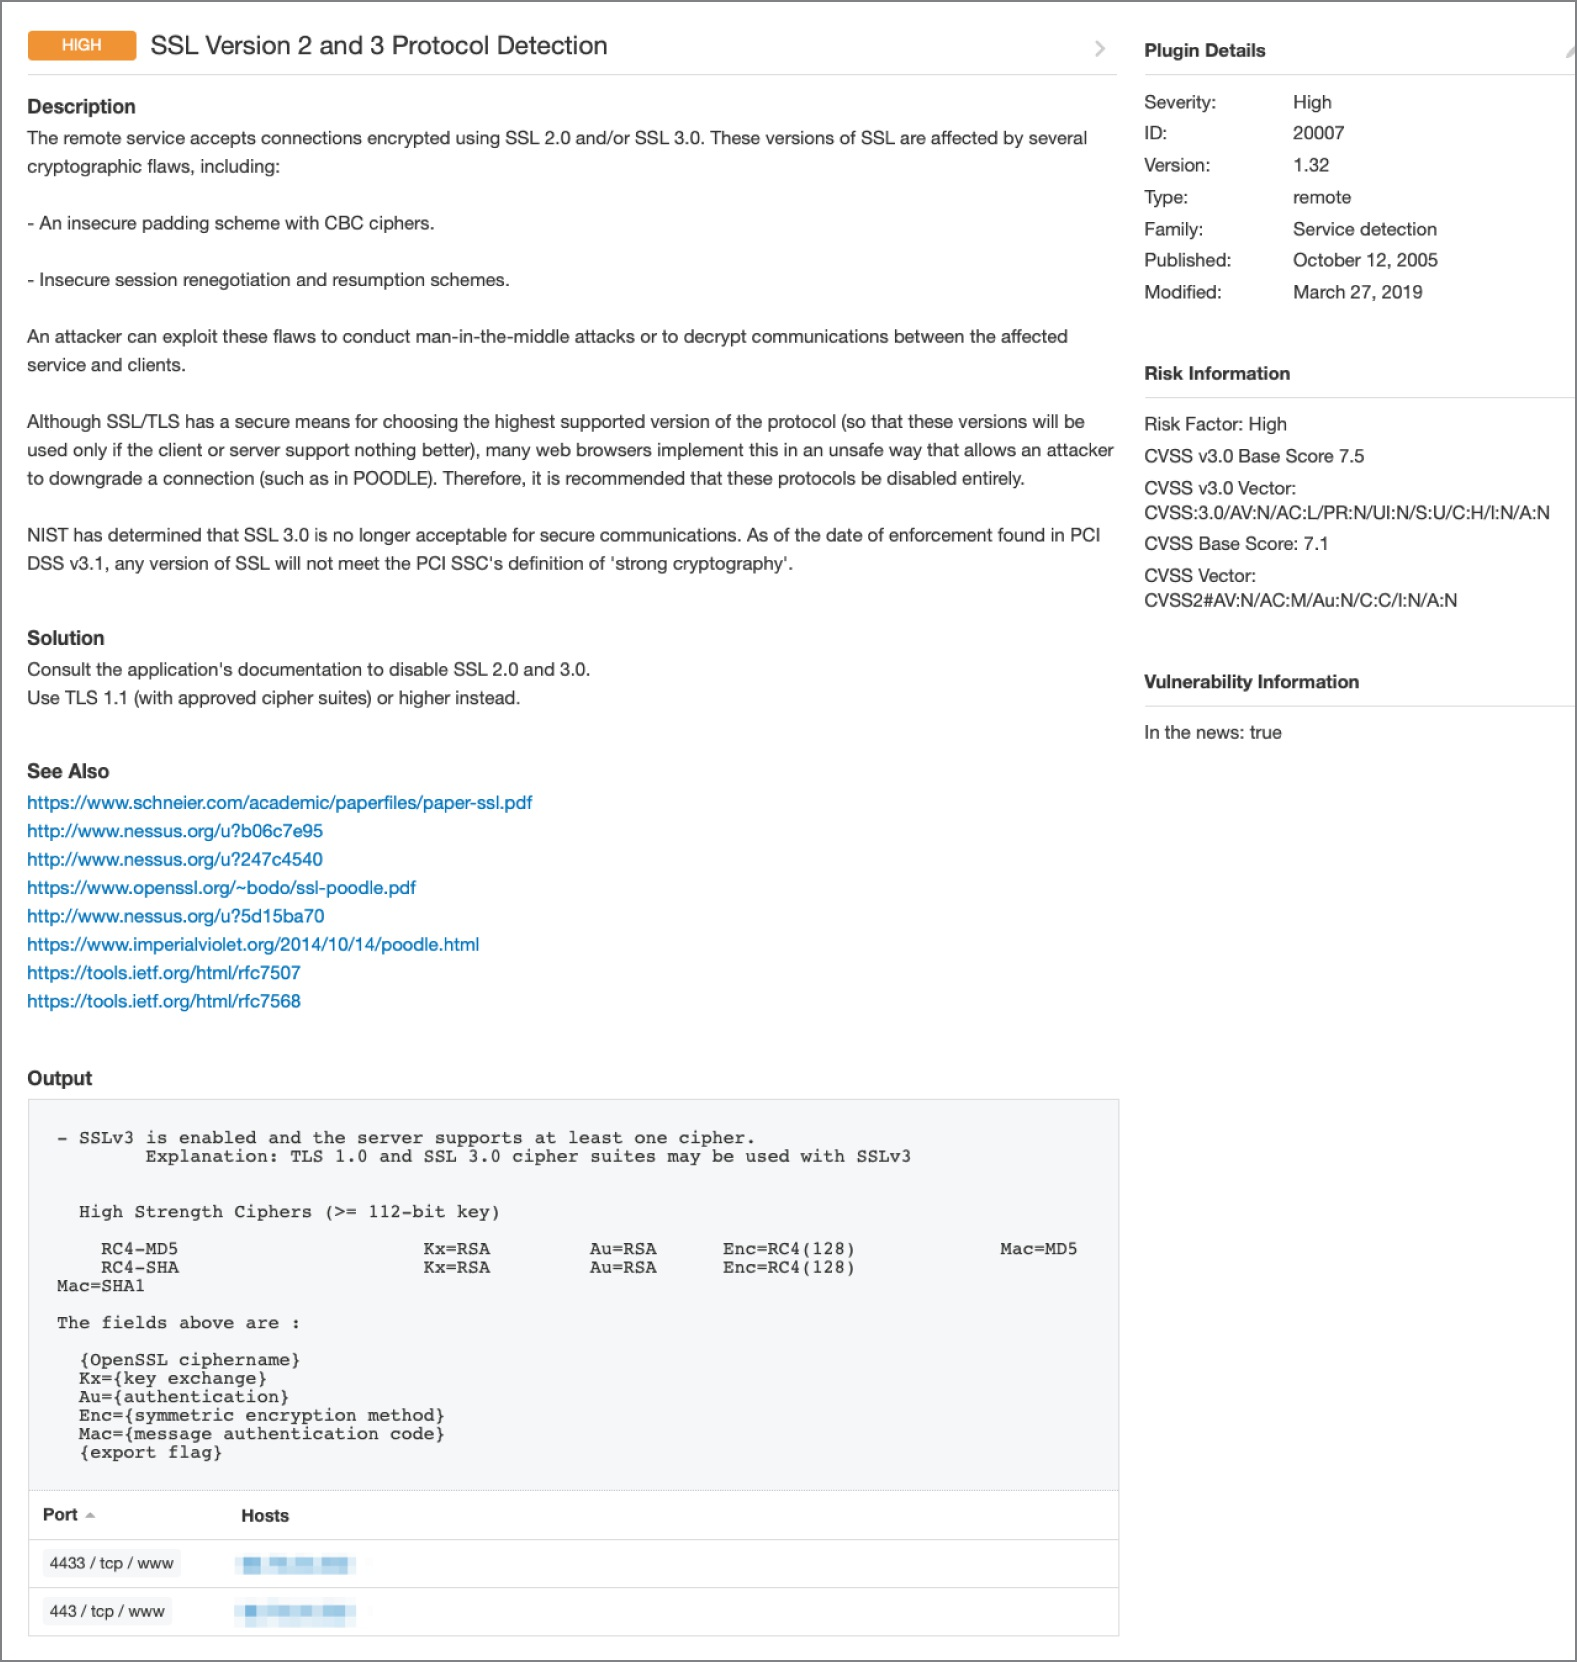 HIGH
SSL Version 2 and 3 Protocol Detection
Description
The remote service accepts connections encrypted using SSL 2.0 and/or SSL 3.0. These versions of SSL are affected by several
cryptographic flaws, including:
- An insecure padding scheme with CBC ciphers.
- Insecure session renegotiation and resumption schemes.
An attacker can exploit these flaws to conduct man-in-the-middle attacks or to decrypt communications between the affected
service and clients.
Although SSL/TLS has a secure means for choosing the highest supported version of the protocol (so that these versions will be
used only if the client or server support nothing better), many web browsers implement this in an unsafe way that allows an attacker
to downgrade a connection (such as in POODLE). Therefore, it is recommended that these protocols be disabled entirely.
NIST has determined that SSL 3.0 is no longer acceptable for secure communications. As of the date of enforcement found in PCI
DSS v3.1, any version of SSL will not meet the PCI SSC's definition of 'strong cryptography'.
Solution
Consult the application's documentation to disable SSL 2.0 and 3.0.
Use TLS 1.1 (with approved cipher suites) or higher instead.
See Also
https://www.schneier.com/academic/paperfiles/paper-ssl.pdf
http://www.nessus.org/u?b06c7e95
http://www.nessus.org/u?247c4540
https://www.openssl.org/~bodo/ssl-poodle.pdf
http://www.nessus.org/u?5d15ba70
https://www.imperialviolet.org/2014/10/14/poodle.html
https://tools.ietf.org/html/rfc7507
https://tools.ietf.org/html/rfc7568
Output
- SSLv3 is enabled and the server supports at least one cipher.
Explanation: TLS 1.0 and SSL 3.0 cipher suites may be used with SSLv3
High Strength Ciphers (>= 112-bit key)
RC4-MD5 Kx=RSA Au=RSA Enc=RC4(128) Mac=MD5
RC4-SHA Kx=RSA Au=RSA Enc=RC4(128)
Mac=SHA1
The fields above are :
{OpenSSL ciphername}
Kx={key exchange}
Au={authentication}
Enc={symmetric encryption method}
Mac={message authentication code}
{export flag}
Port Hosts
4433 / tcp / www
443 / tcp / www
Plugin Details
Severity: High
ID: 20007
Version: 1.32
Type: remote
Family: Service detection
Published: October 12, 2005
Modified: March 27, 2019
Risk Information
Risk Factor: High
CVSS v3.0 Base Score 7.5
CVSS v3.0 Vector:
CVSS:3.0/AV:N/AC:L/PR:N/UI:N/S:U/C:H/I:N/A:N
CVSS Base Score: 7.1
CVSS Vector:
CVSS2#AV:N/AC:M/Au:N/C:C/I:N/A:N
Vulnerability Information
In the news: true